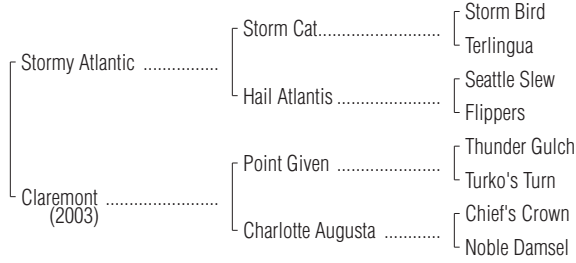 Storm Bird
Storm Cat..........................
Terlingua
Stormy Atlantic ................
Seattle Slew
Hail Atlantis ......................
Flippers
Thunder Gulch
Point Given ......................
Turko's Turn
Claremont ........................
(2003)
Chief's Crown
Charlotte Augusta ............
Noble Damsel